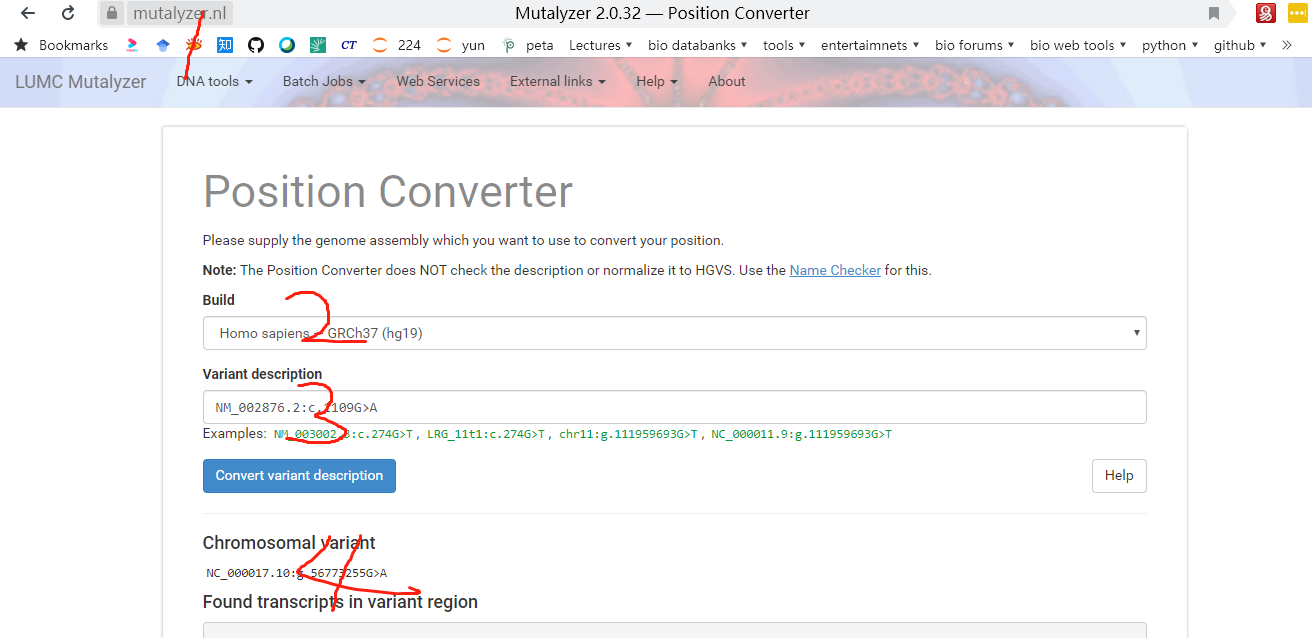 mutalyzer.nl Mutalyzer 2.0.32 — Position Converter
Bookmarks 知 CT 224 yun peta Lectures bio databanks tools entertaimnets bio forums bio web tools python github
LUMC Mutalyzer DNA tools Batch Jobs Web Services External links Help About
1
Position Converter
Please supply the genome assembly which you want to use to convert your position.
Note: The Position Converter does NOT check the description or normalize it to HGVS. Use the Name Checker for this.
Build
2
Homo sapiens – GRCh37 (hg19)
Variant description
3
NM_002876.2:c.1109G>A
Examples: NM_003002.3:c.274G>T , LRG_11t1:c.274G>T , chr11:g.111959693G>T , NC_000011.9:g.111959693G>T
Convert variant description Help
Chromosomal variant
4
NC_000017.10:g.56773255G>A
Found transcripts in variant region